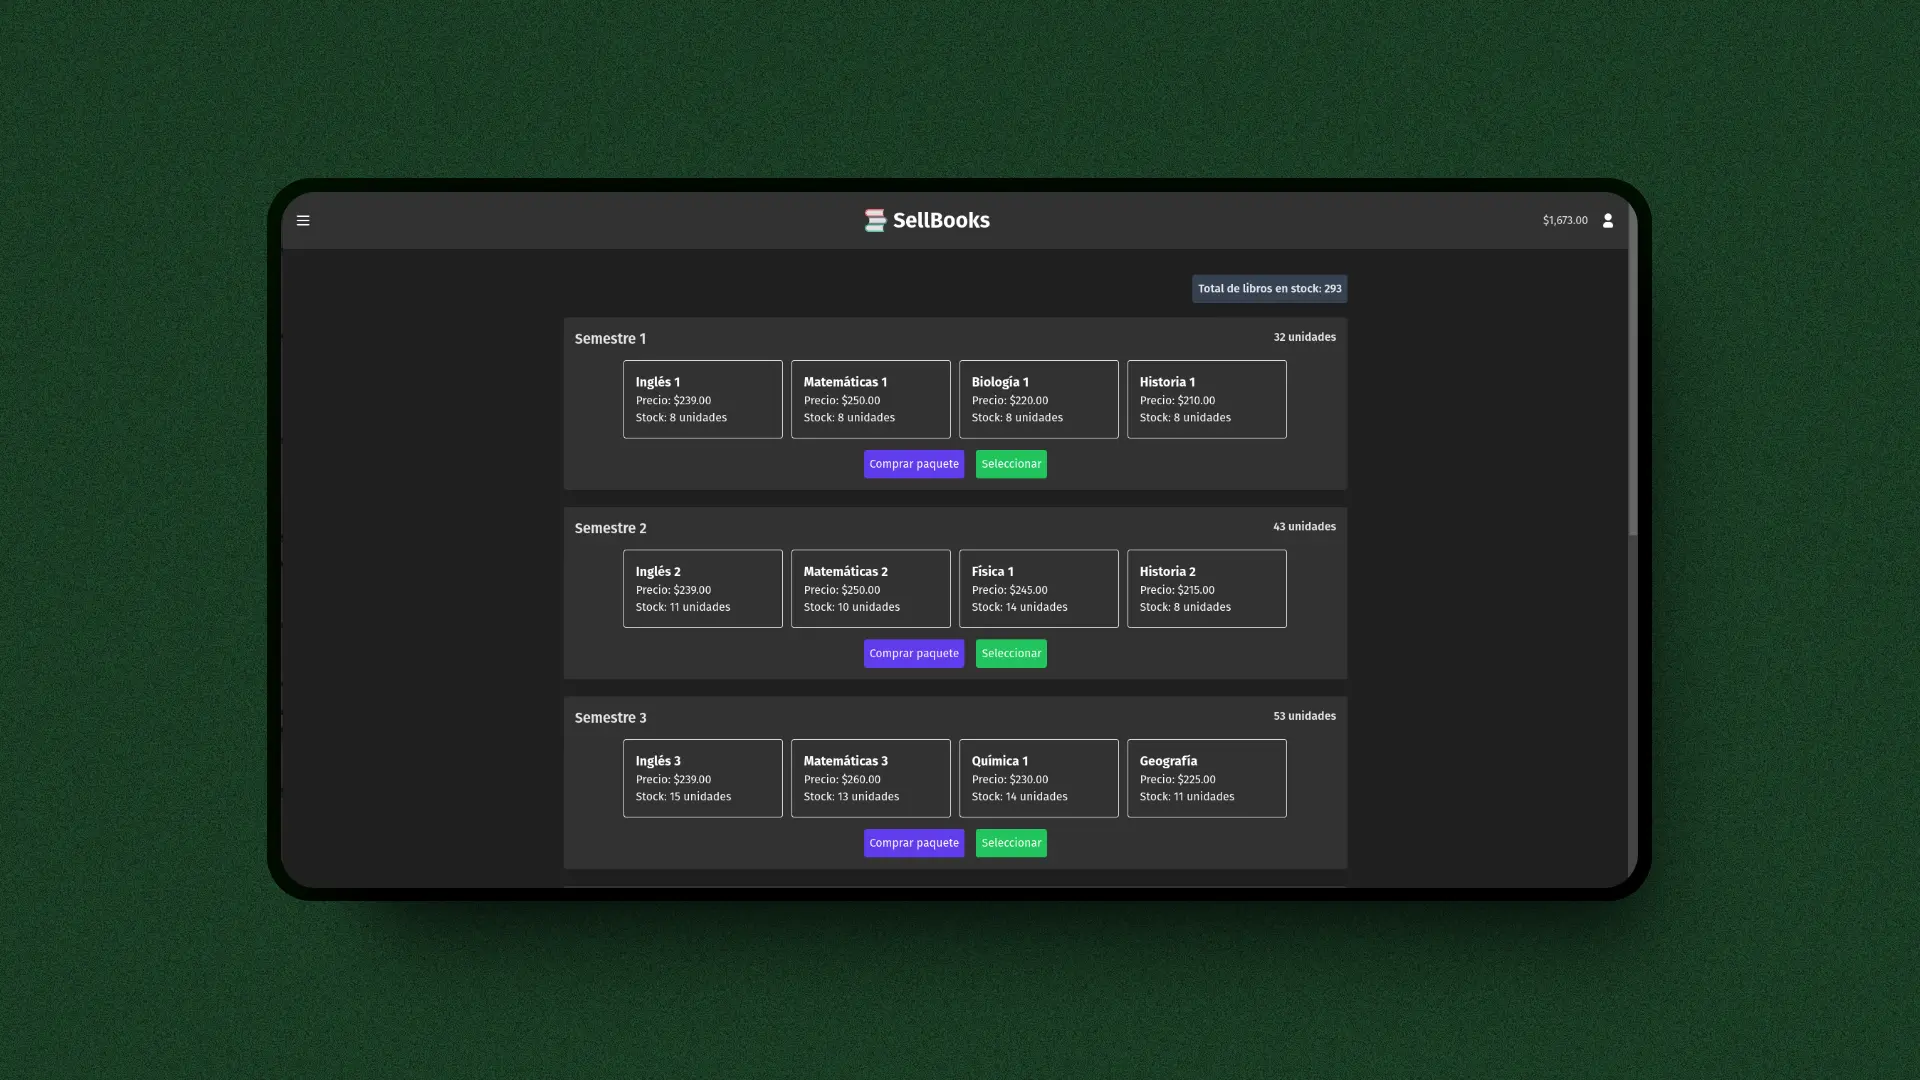 SellBooks
$1,673.00
Total de libros en stock: 293
Semestre 1
32 unidades
Inglés 1
Precio: $239.00
Stock: 8 unidades
Matemáticas 1
Precio: $250.00
Stock: 8 unidades
Biología 1
Precio: $220.00
Stock: 8 unidades
Historia 1
Precio: $210.00
Stock: 8 unidades
Comprar paquete
Seleccionar
Semestre 2
43 unidades
Inglés 2
Precio: $239.00
Stock: 11 unidades
Matemáticas 2
Precio: $250.00
Stock: 10 unidades
Física 1
Precio: $245.00
Stock: 14 unidades
Historia 2
Precio: $215.00
Stock: 8 unidades
Comprar paquete
Seleccionar
Semestre 3
53 unidades
Inglés 3
Precio: $239.00
Stock: 15 unidades
Matemáticas 3
Precio: $260.00
Stock: 13 unidades
Química 1
Precio: $230.00
Stock: 14 unidades
Geografía
Precio: $225.00
Stock: 11 unidades
Comprar paquete
Seleccionar